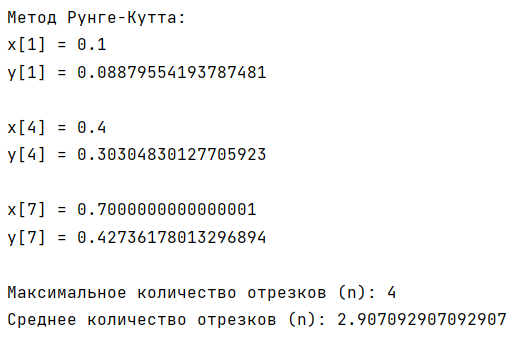 Метод Рунге-Кутта:
x[1] = 0.1
y[1] = 0.08879554193787481
x[4] = 0.4
y[4] = 0.30304830127705923
x[7] = 0.7000000000000001
y[7] = 0.42736178013296894
Максимальное количество отрезков (n): 4
Среднее количество отрезков (n): 2.907092907092907